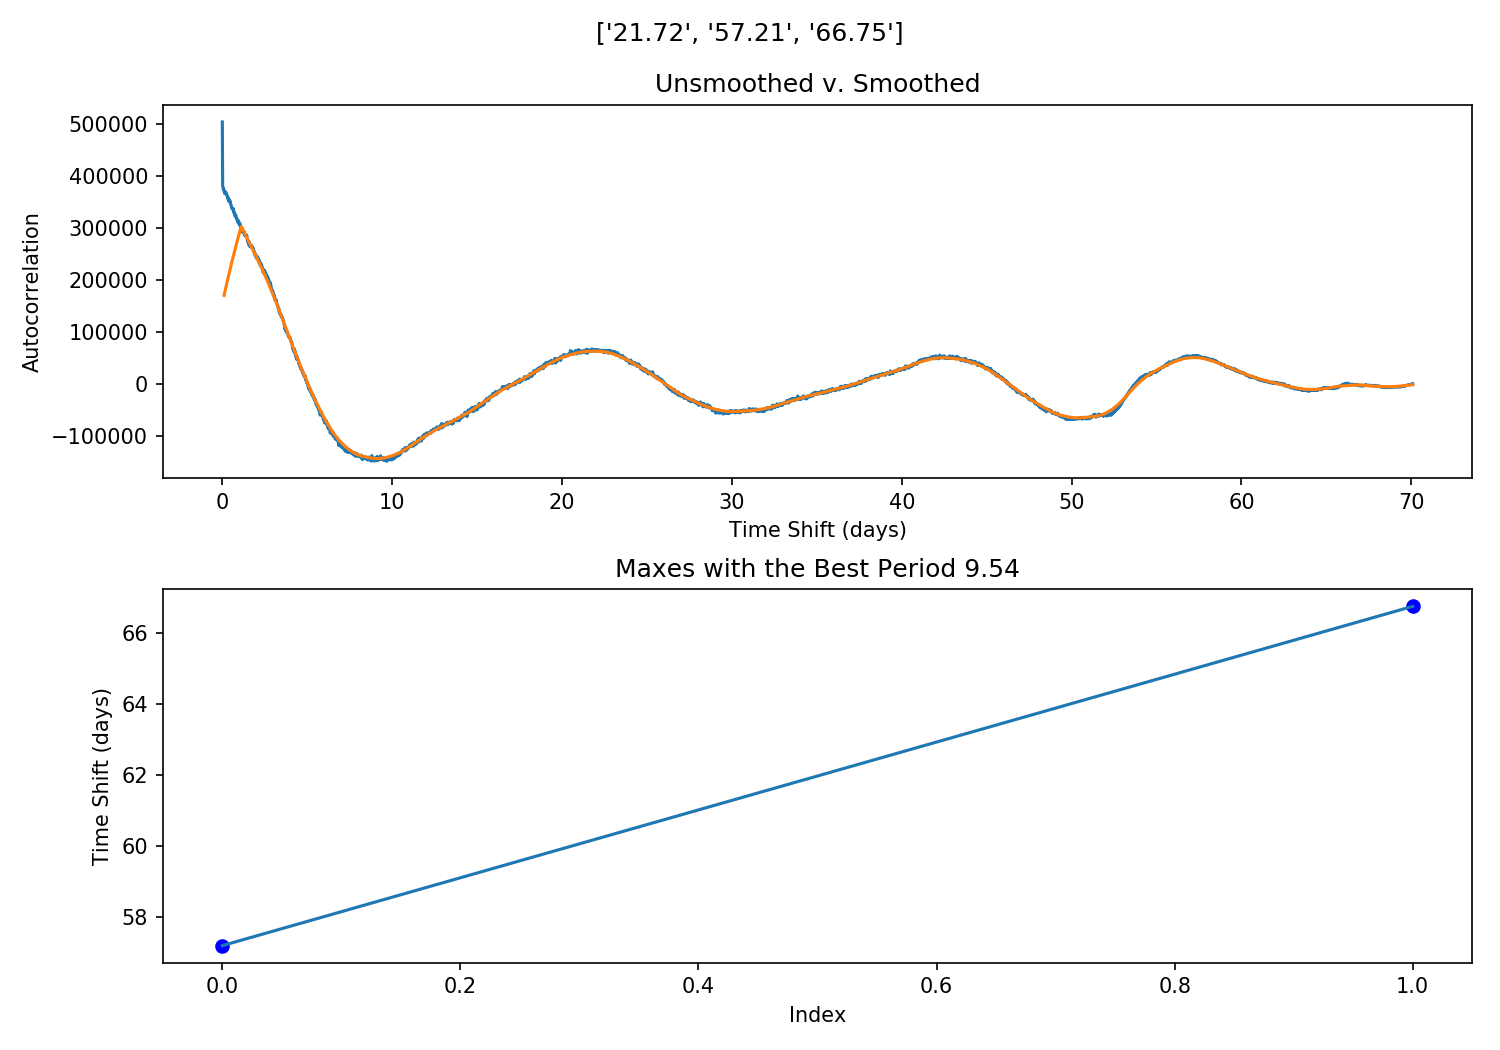 ['21.72', '57.21', '66.75']
Unsmoothed v. Smoothed
500000
400000
300000
200000
100000
0
−100000
Autocorrelation
0 10 20 30 40 50 60 70
Time Shift (days)
Maxes with the Best Period 9.54
66
64
62
60
58
Time Shift (days)
0.0 0.2 0.4 0.6 0.8 1.0
Index